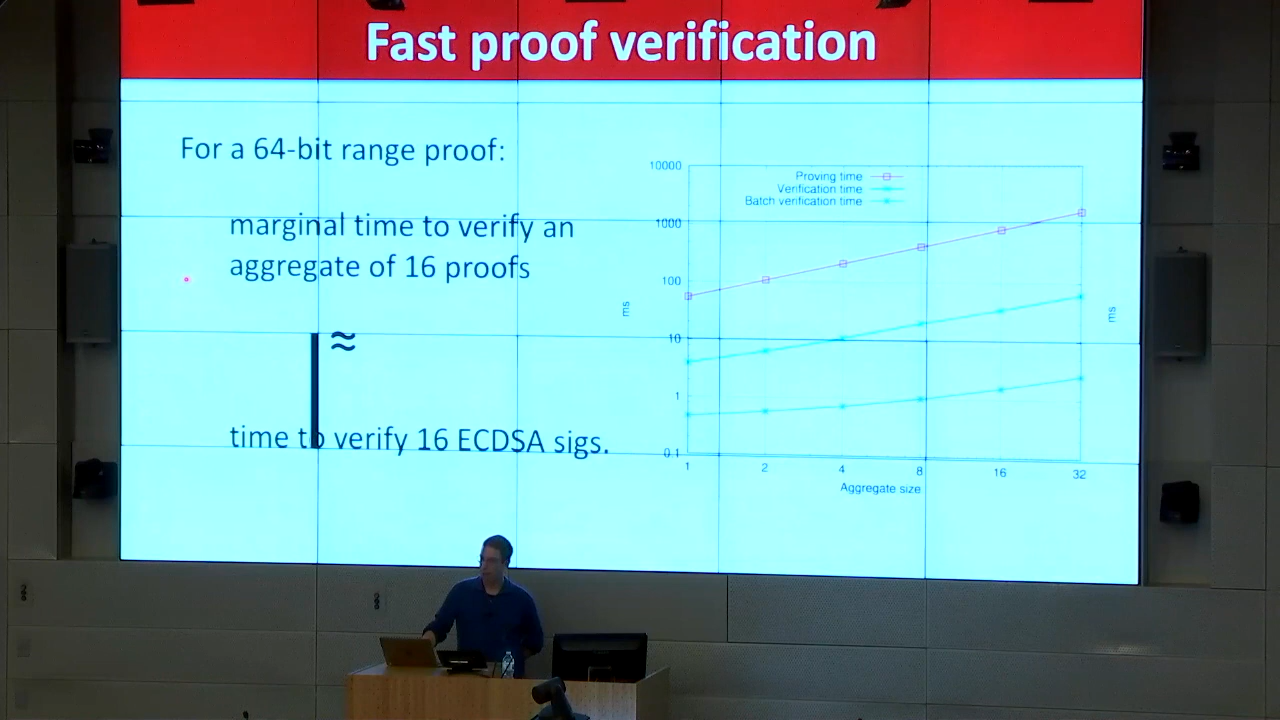 Fast proof verification
For a 64-bit range proof:
marginal time to verify an
aggregate of 16 proofs
≈
time to verify 16 ECDSA sigs.
10000
1000
100
10
1
0.1
ms
Proving time
Verification time
Batch verification time
ms
1 2 4 8 16 32
Aggregate size